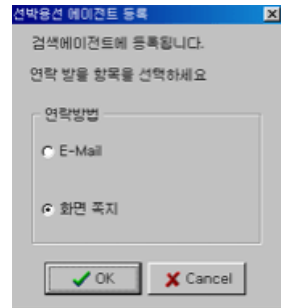 선박용선 에이전트 등록
검색에이전트에 등록됩니다.
연락 받을 항목을 선택하세요
연락방법
E-Mail
화면 쪽지
OK
Cancel